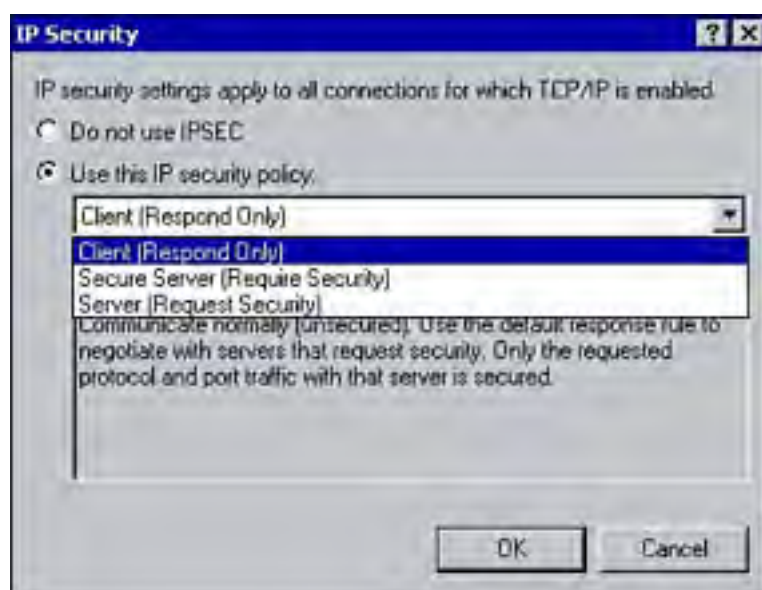 IP Security
IP security settings apply to all connections for which TCP/IP is enabled.
Do not use IPSEC
Use this IP security policy:
Client (Respond Only)
Client (Respond Only)
Secure Server (Require Security)
Server (Request Security)
Communicate normally (unsecured). Use the default response rule to
negotiate with servers that request security. Only the requested
protocol and port traffic with that server is secured.
OK
Cancel